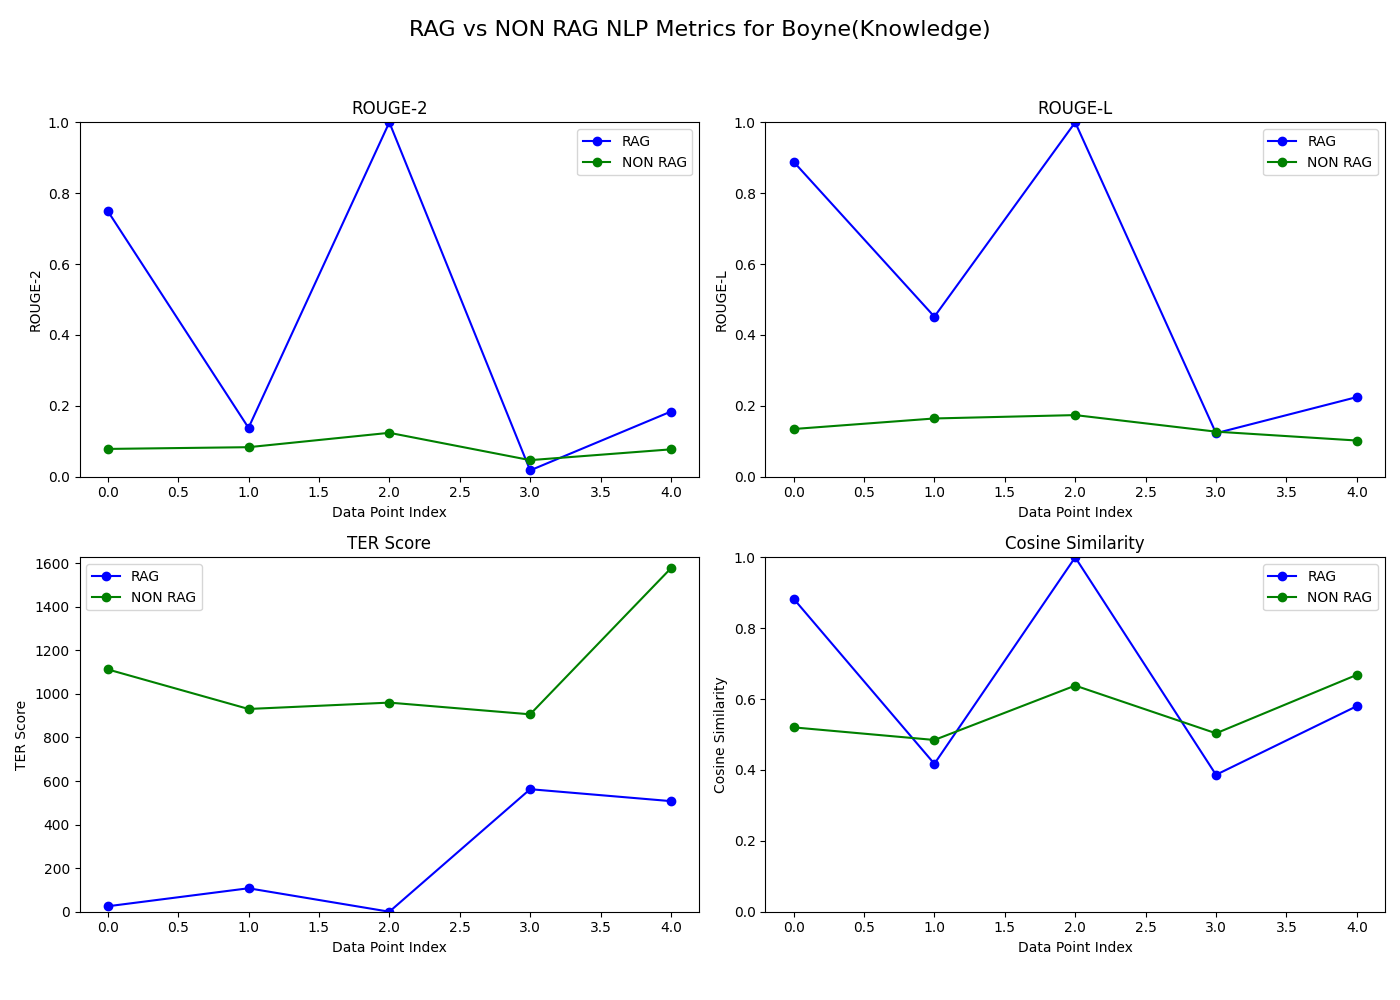 RAG vs NON RAG NLP Metrics for Boyne(Knowledge)
ROUGE-2
RAG
NON RAG
1.0
0.8
0.6
0.4
0.2
0.0
ROUGE-2
0.0 0.5 1.0 1.5 2.0 2.5 3.0 3.5 4.0
Data Point Index
ROUGE-L
RAG
NON RAG
1.0
0.8
0.6
0.4
0.2
0.0
ROUGE-L
0.0 0.5 1.0 1.5 2.0 2.5 3.0 3.5 4.0
Data Point Index
TER Score
RAG
NON RAG
1600
1400
1200
1000
800
600
400
200
0
TER Score
0.0 0.5 1.0 1.5 2.0 2.5 3.0 3.5 4.0
Data Point Index
Cosine Similarity
RAG
NON RAG
1.0
0.8
0.6
0.4
0.2
0.0
Cosine Similarity
0.0 0.5 1.0 1.5 2.0 2.5 3.0 3.5 4.0
Data Point Index